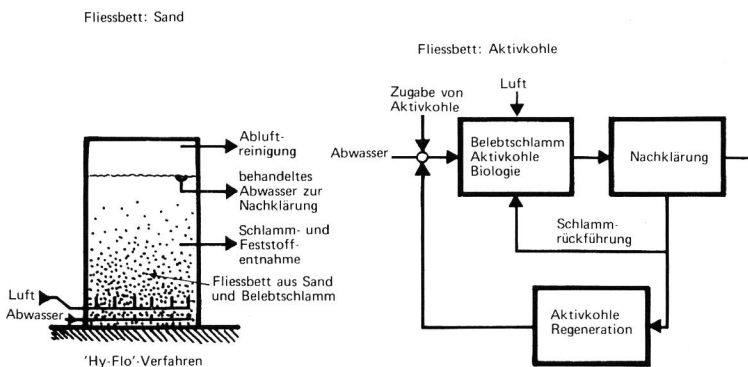 Fliessbett: Sand
Abluft-
reinigung
behandeltes
Abwasser zur
Nachklärung
Schlamm- und
Feststoff-
entnahme
Fliessbett aus Sand
und Belebtschlamm
Luft
Abwasser
'Hy-Flo'-Verfahren
Fliessbett: Aktivkohle
Zugabe von
Aktivkohle
Luft
Abwasser
Belebtschlamm
Aktivkohle
Biologie
Nachklärung
Schlamm-
rückführung
Aktivkohle
Regeneration